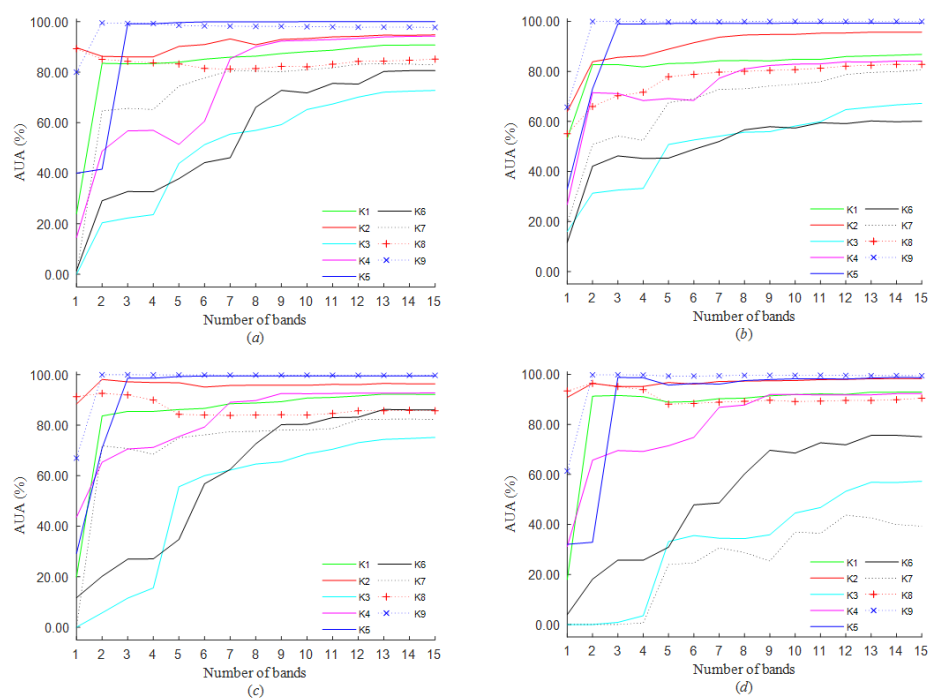 100.00
80.00
60.00
40.00
20.00
0.00
AUA (%)
K1 K6
K2 K7
K3 K8
K4 K9
K5
1 2 3 4 5 6 7 8 9 10 11 12 13 14 15
Number of bands
(a)
100.00
80.00
60.00
40.00
20.00
0.00
AUA (%)
K1 K6
K2 K7
K3 K8
K4 K9
K5
1 2 3 4 5 6 7 8 9 10 11 12 13 14 15
Number of bands
(b)
100.00
80.00
60.00
40.00
20.00
0.00
AUA (%)
K1 K6
K2 K7
K3 K8
K4 K9
K5
1 2 3 4 5 6 7 8 9 10 11 12 13 14 15
Number of bands
(c)
100.00
80.00
60.00
40.00
20.00
0.00
AUA (%)
K1 K6
K2 K7
K3 K8
K4 K9
K5
1 2 3 4 5 6 7 8 9 10 11 12 13 14 15
Number of bands
(d)